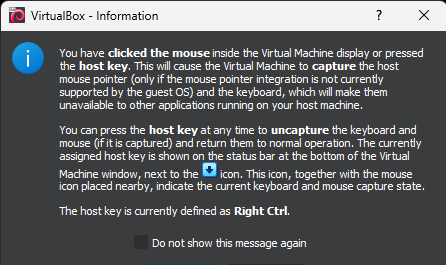 VirtualBox - Information
You have clicked the mouse inside the Virtual Machine display or pressed
the host key. This will cause the Virtual Machine to capture the host
mouse pointer (only if the mouse pointer integration is not currently
supported by the guest OS) and the keyboard, which will make them
unavailable to other applications running on your host machine.
You can press the host key at any time to uncapture the keyboard and
mouse (if it is captured) and return them to normal operation. The currently
assigned host key is shown on the status bar at the bottom of the Virtual
Machine window, next to the icon. This icon, together with the mouse
icon placed nearby, indicate the current keyboard and mouse capture state.
The host key is currently defined as Right Ctrl.
Do not show this message again